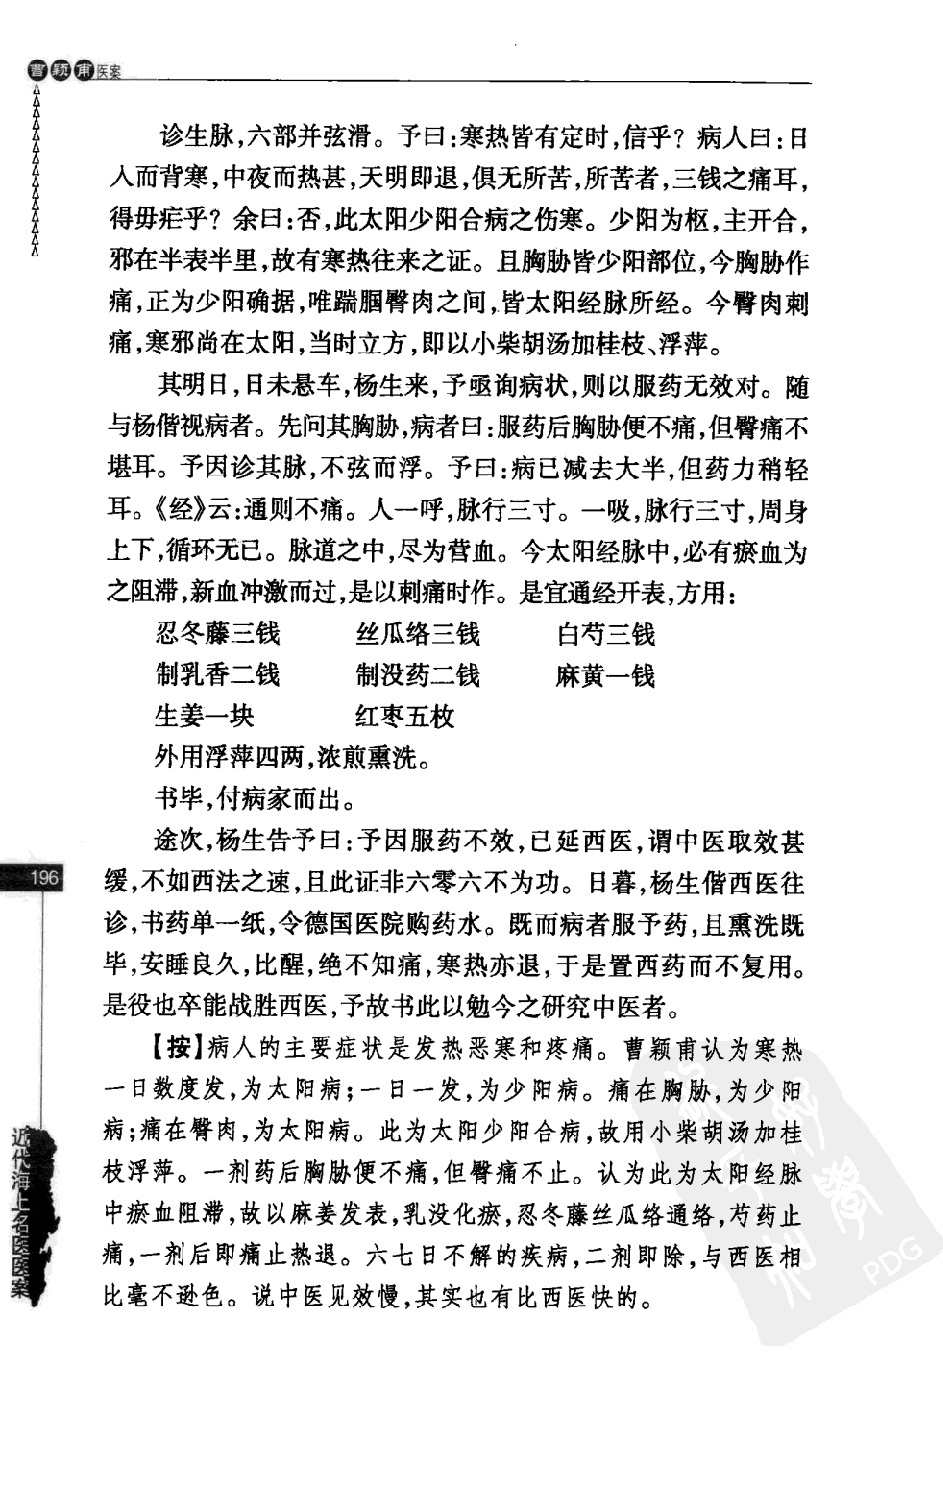 曹颖甫医案
诊生脉,六部并弦滑。予曰:寒热皆有定时,信乎?病人曰:日
入而背寒,中夜而热甚,天明即退,俱无所苦,所苦者,三钱之痛耳,
得毋疟乎?余曰:否,此太阳少阳合病之伤寒。少阳为枢,主开合,
邪在半表半里,故有寒热往来之证。且胸胁皆少阳部位,今胸胁作
痛,正为少阳确据,唯踹腘臀肉之间,皆太阳经脉所经。今臀肉刺
痛,寒邪尚在太阳,当时立方,即以小柴胡汤加桂枝、浮萍。
其明日,日未悬车,杨生来,予亟询病状,则以服药无效对。随
与杨偕视病者。先问其胸胁,病者曰:服药后胸胁便不痛,但臀痛不
堪耳。予因诊其脉,不弦而浮。予曰:病已减去大半,但药力稍轻
耳。《经》云:通则不痛。人一呼,脉行三寸。一吸,脉行三寸,周身
上下,循环无已。脉道之中,尽为营血。今太阳经脉中,必有瘀血为
之阻滞,新血冲激而过,是以刺痛时作。是宜通经开表,方用:
忍冬藤三钱 丝瓜络三钱 白芍三钱
制乳香二钱 制没药二钱 麻黄一钱
生姜一块 红枣五枚
外用浮萍四两,浓煎熏洗。
书毕,付病家而出。
途次,杨生告予曰:予因服药不效,已延西医,谓中医取效甚
缓,不如西法之速,且此证非六零六不为功。日暮,杨生偕西医往
诊,书药单一纸,令德国医院购药水。既而病者服予药,且熏洗既
毕,安睡良久,比醒,绝不知痛,寒热亦退,于是置西药而不复用。
是役也卒能战胜西医,予故书此以勉今之研究中医者。
【按】病人的主要症状是发热恶寒和疼痛。曹颖甫认为寒热
一日数度发,为太阳病;一日一发,为少阳病。痛在胸胁,为少阳
病;痛在臀肉,为太阳病。此为太阳少阳合病,故用小柴胡汤加桂
枝浮萍。一剂药后胸胁便不痛,但臀痛不止。认为此为太阳经脉
中瘀血阻滞,故以麻姜发表,乳没化瘀,忍冬藤丝瓜络通络,芍药止
痛,一剂后即痛止热退。六七日不解的疾病,二剂即除,与西医相
比毫不逊色。说中医见效慢,其实也有比西医快的。
196
近代海上名医医案
PDG